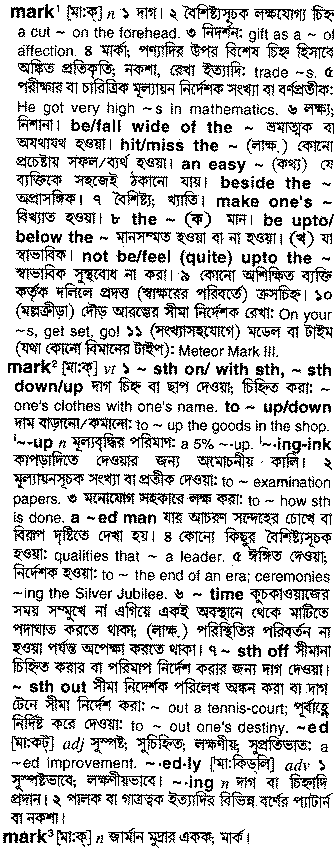 mark¹ [মা:ক্] n ১ দাগ। ২ বৈশিষ্ট্যসূচক লক্ষযোগ্য চিহ্ন
a cut ~ on the forehead. ৩ নিদর্শন: gift as a ~ of
affection. ৪ মার্কা; পণ্যাদির উপর বিশেষ চিহ্ন হিসাবে
অঙ্কিত প্রতিকৃতি; নকশা, রেখা ইত্যাদি: trade ~s. ৫
পরীক্ষার বা চারিত্রিক মূল্যায়ন নির্দেশক সংখ্যা বা বর্ণপ্রতীক:
He got very high ~s in mathematics. ৬ লক্ষ্য;
নিশানা। be/fall wide of the ~ ভ্রমাত্মক বা
অযথাযথ হওয়া। hit/miss the ~ (লাক্ষ.) কোনো
প্রচেষ্টায় সফল/ব্যর্থ হওয়া। an easy ~ (কথ্য) যে
ব্যক্তিকে সহজেই ঠকানো যায়। beside the ~
অপ্রাসঙ্গিক। ৭ বৈশিষ্ট্য; খ্যাতি। make one's ~
বিখ্যাত হওয়া। ৮ the ~ (ক) মান। be upto/
below the ~ মানসম্মত হওয়া বা না হওয়া। (খ) যা
স্বাভাবিক। not be/feel (quite) upto the ~
স্বাভাবিক সুস্থবোধ না করা। ৯ কোনো অশিক্ষিত ব্যক্তি
কর্তৃক দলিলে প্রদত্ত (স্বাক্ষরের পরিবর্তে) ক্রসচিহ্ন। ১০
(মল্লক্রীড়া) দৌড় আরম্ভের সীমা নির্দেশক রেখা: On your
~s, get set, go! ১১ (সংখ্যাসহযোগে) মডেল বা টাইম
(যথা কোনো বিমানের টাইপ): Meteor Mark III.
mark² [মা:ক্] vt ১ ~ sth on/ with sth, ~ sth
down/up দাগ চিহ্ন বা ছাপ দেওয়া; চিহ্নিত করা: ~
one's clothes with one's name. to ~ up/down
দাম বাড়ানো/কমানো: to ~ up the goods in the shop.
'~-up n মূল্যবৃদ্ধির পরিমাণ: a 5% ~-up. '~.ing-ink
কাপড়াদিতে দেওয়ার জন্য অমোচনীয় কালি। ২
মূল্যায়নসূচক সংখ্যা বা প্রতীক দেওয়া: to ~ examination
papers. ৩ মনোযোগ সহকারে লক্ষ করা: to ~ how sth
is done. a ~ed man যার আচরণ সন্দেহের চোখে বা
বিরূপ দৃষ্টিতে দেখা হয়। ৪ কোনো কিছুর বৈশিষ্ট্যসূচক
হওয়া: qualities that ~ a leader. ৫ ইঙ্গিত দেওয়া;
নির্দেশক হওয়া: to ~ the end of an era; ceremonies
~ing the Silver Jubilee. ৬ ~ time কুচকাওয়াজের
সময় সম্মুখে না এগিয়ে একই অবস্থানে থেকে মাটিতে
পদাঘাত করতে থাকা; (লাক্ষ.) পরিস্থিতির পরিবর্তন না
হওয়া পর্যন্ত অপেক্ষা করতে থাকা। ৭ ~ sth off সীমানা
চিহ্নিত করার বা পরিমাপ নির্দেশ করার জন্য দাগ দেওয়া।
~ sth out সীমা নির্দেশক পরিলেখ অঙ্কন করা বা দাগ
টেনে সীমা নির্দেশ করা: ~ out a tennis-court; পূর্বাহ্ণে
নির্দিষ্ট করে দেওয়া: to ~ out one's destiny. ~ed
[মা:কট্] adj সুস্পষ্ট; সুচিহ্নিত; লক্ষণীয়; সুপ্রতিভাত: a
~ed improvement. ~.ed.ly [মা:কিড্‌লি] adv ১
সুস্পষ্টভাবে; লক্ষণীয়ভাবে। ~.ing n দাগ বা চিহ্নাদি
প্রদান। ২ পালক বা গাত্রত্বক ইত্যাদির বিভিন্ন বর্ণের প্যাটার্ন
বা নকশা।
mark³ [মা:ক্] n জার্মান মুদ্রার একক; মার্ক।